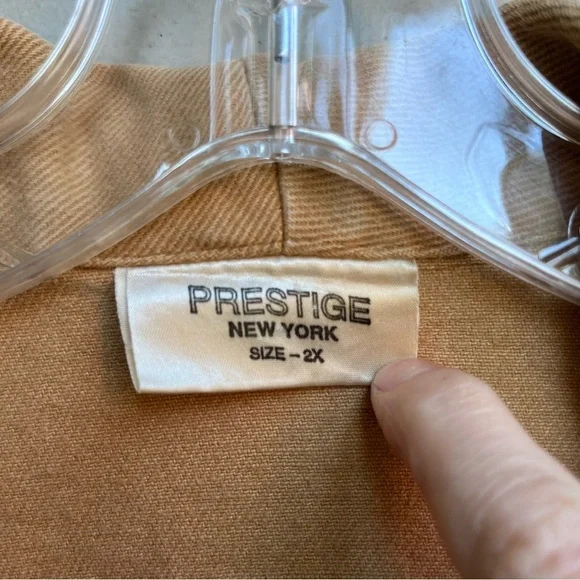 PRESTIGE
NEW YORK
SIZE - 2X